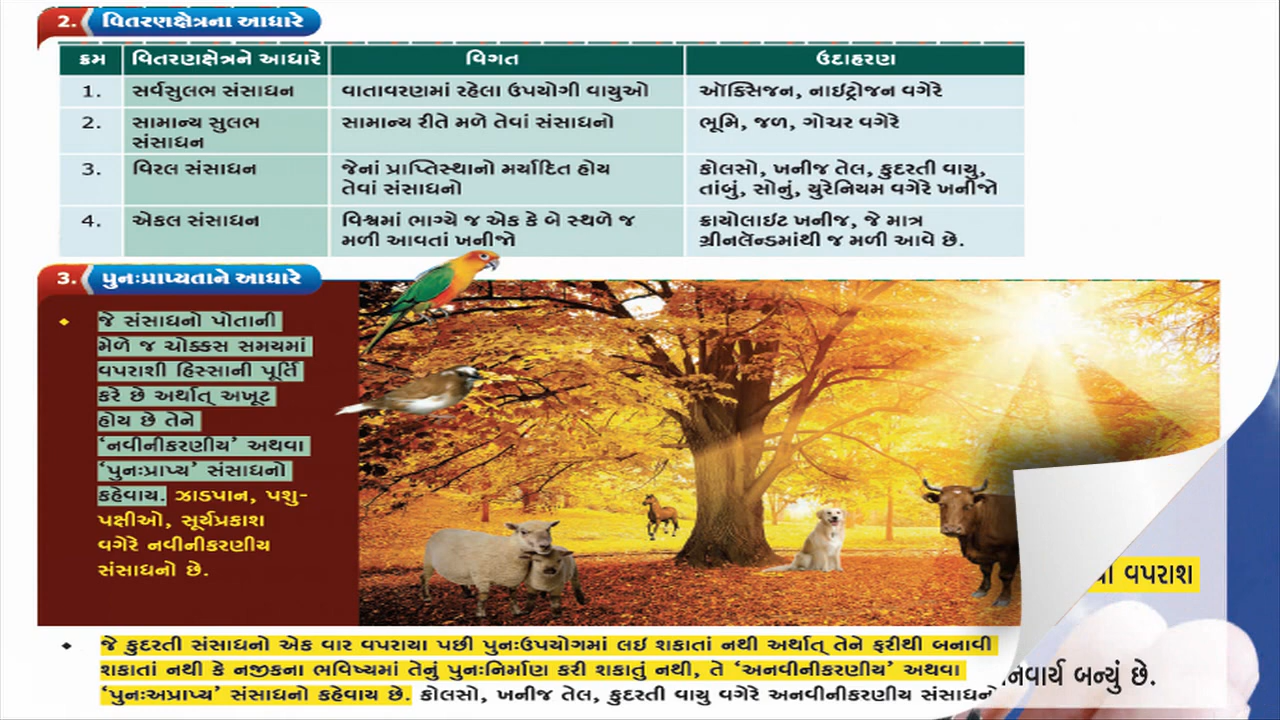 2. વિતરણક્ષેત્રના આધારે
ક્રમ વિતરણક્ષેત્રને આધારે વિગત ઉદાહરણ
1. સર્વસુલભ સંસાધન વાતાવરણમાં રહેલા ઉપયોગી વાયુઓ ઑક્સિજન, નાઇટ્રોજન વગેરે
2. સામાન્ય સુલભ સામાન્ય રીતે મળે તેવાં સંસાધનો ભૂમિ, જળ, ગોચર વગેરે
સંસાધન
3. વિરલ સંસાધન જેનાં પ્રાપ્તિસ્થાનો મર્યાદિત હોય કોલસો, ખનીજ તેલ, કુદરતી વાયુ,
તેવાં સંસાધનો તાંબું, સોનું, યુરેનિયમ વગેરે ખનીજો
4. એકલ સંસાધન વિશ્વમાં ભાગ્યે જ એક કે બે સ્થળે જ ક્રાયોલાઇટ ખનીજ, જે માત્ર
મળી આવતાં ખનીજો ગ્રીનલૅન્ડમાંથી જ મળી આવે છે.
3. પુનઃપ્રાપ્યતાને આધારે
જે સંસાધનો પોતાની
મેળે જ ચોક્કસ સમયમાં
વપરાશી હિસ્સાની પૂર્તિ
કરે છે અર્થાત્ અખૂટ
હોય છે તેને
‘નવીનીકરણીય’ અથવા
‘પુનઃપ્રાપ્ય’ સંસાધનો
કહેવાય. ઝાડપાન, પશુ-
પક્ષીઓ, સૂર્યપ્રકાશ
વગેરે નવીનીકરણીય
સંસાધનો છે.
વપરાશ
જે કુદરતી સંસાધનો એક વાર વપરાયા પછી પુનઃઉપયોગમાં લઇ શકાતાં નથી અર્થાત્ તેને ફરીથી બનાવી
શકાતાં નથી કે નજીકના ભવિષ્યમાં તેનું પુનઃનિર્માણ કરી શકાતું નથી, તે ‘અનવીનીકરણીય’ અથવા
‘પુનઃઅપ્રાપ્ય’ સંસાધનો કહેવાય છે. કોલસો, ખનીજ તેલ, કુદરતી વાયુ વગેરે અનવીનીકરણીય સંસાધનો
બન્યું છે.